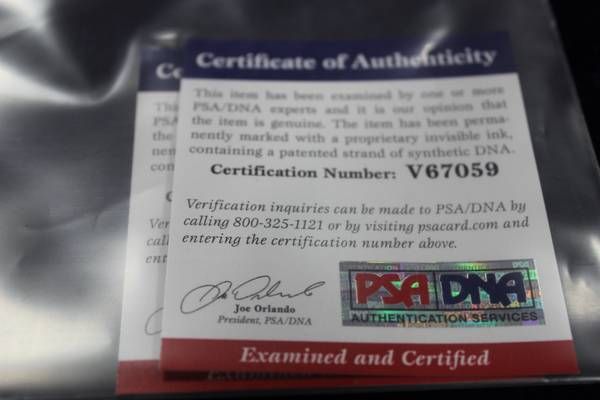 Certificate of Authenticity
This item has been examined by one or more
PSA/DNA experts and it is our opinion that
the item is genuine. The item has been perma-
nently marked with a proprietary invisible ink,
containing a patented strand of synthetic DNA.
Certification Number: V67059
Verification inquiries can be made to PSA/DNA by
calling 800-325-1121 or by visiting psacard.com and
entering the certification number above.
Joe Orlando
President, PSA/DNA
PSA DNA
AUTHENTICATION SERVICES
Examined and Certified